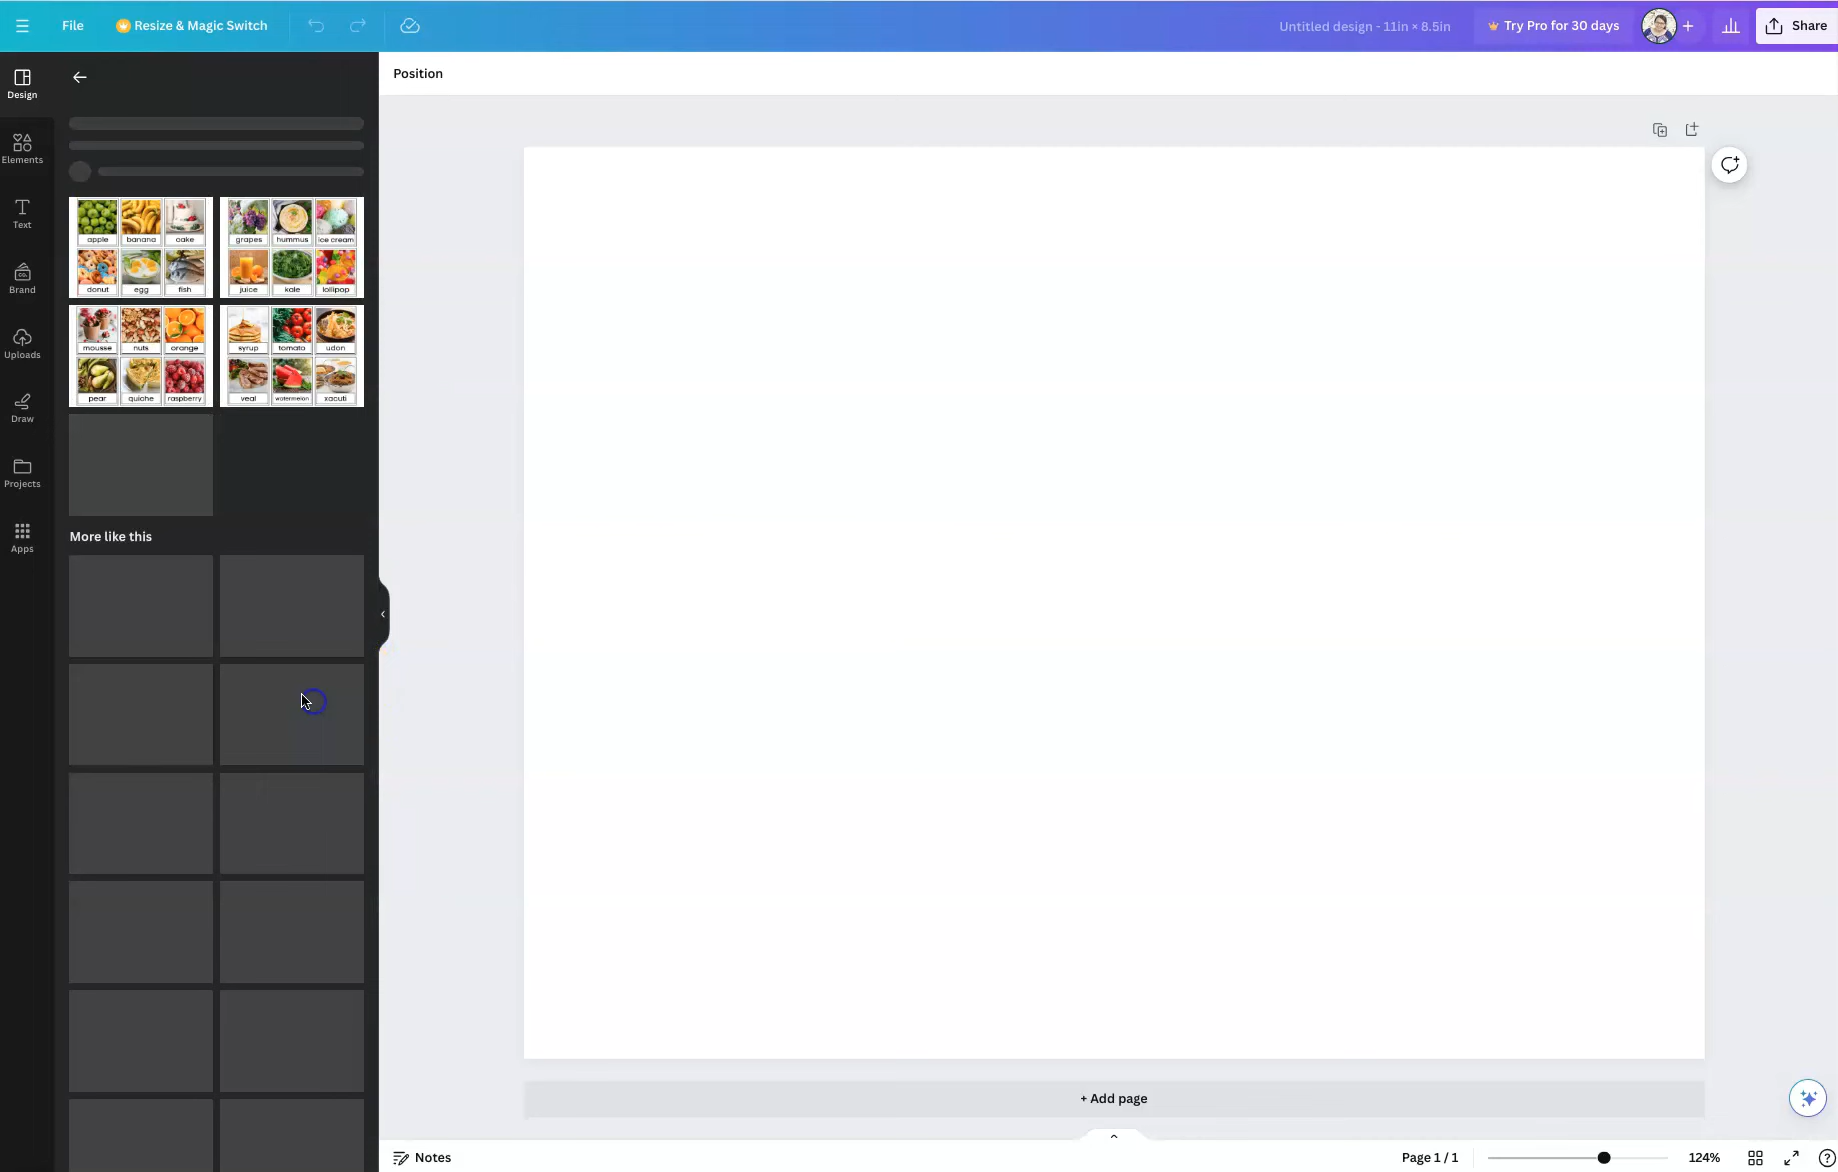 File
Resize & Magic Switch
Untitled design - 11in × 8.5in
Try Pro for 30 days
+
Share
Design
Elements
Text
Brand
Uploads
Draw
Projects
Apps
Position
apple banana cake
donut egg fish
grapes hummus ice cream
juice kale lollipop
mousse nuts orange
pear quiche raspberry
syrup tomato udon
veal watermelon xacuti
More like this
+ Add page
Notes
Page 1 / 1
124%